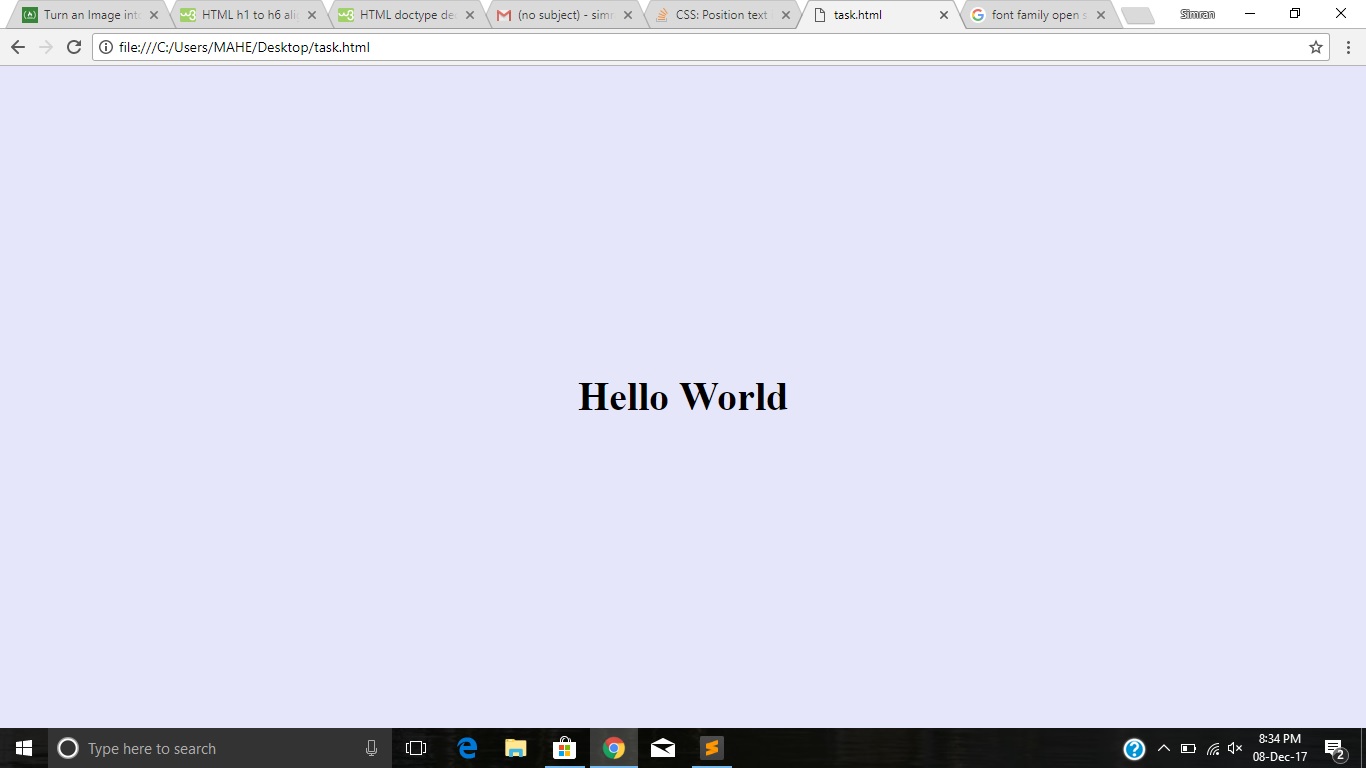 Turn an Image int
HTML h1 to h6 ali
HTML doctype de
(no subject) - sim
CSS: Position text
task.html
font family open s
Simran
file:///C:/Users/MAHE/Desktop/task.html
Hello World
Type here to search
8:34 PM
08-Dec-17
2